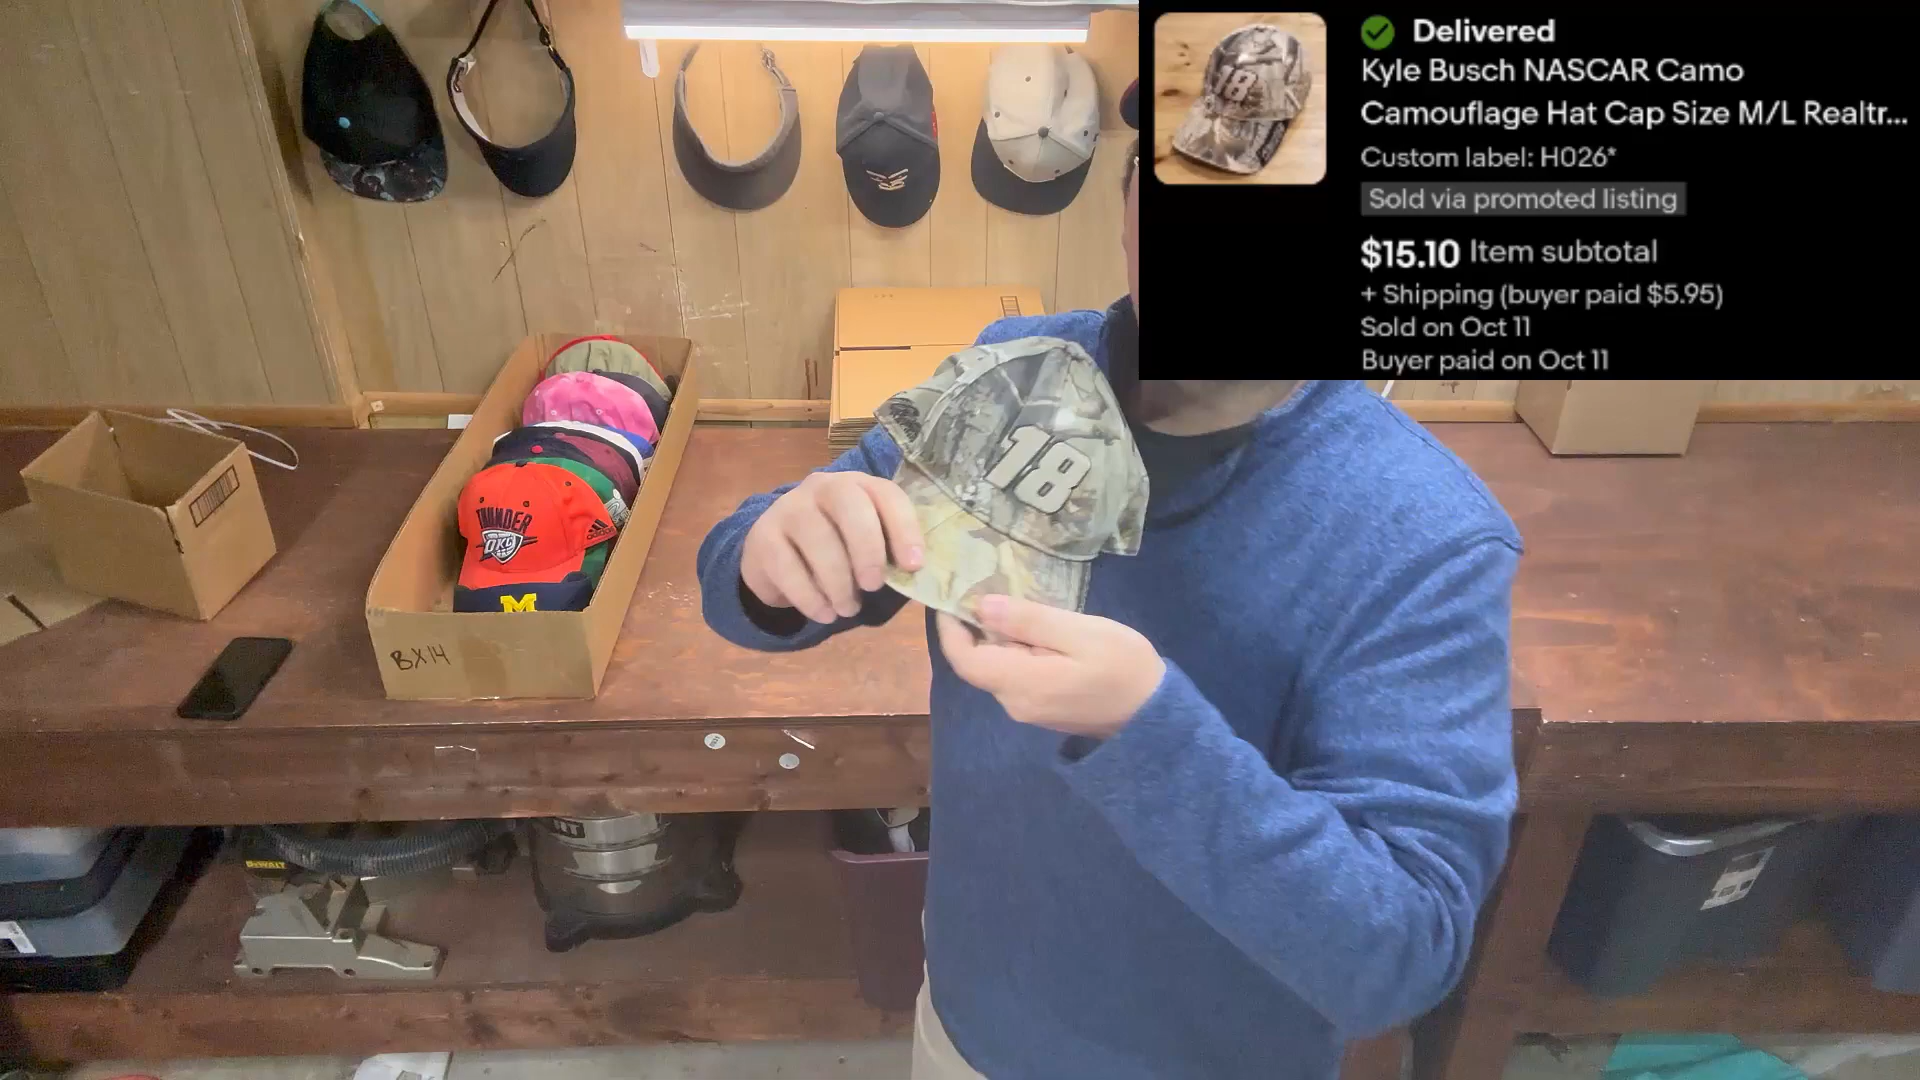 Delivered
Kyle Busch NASCAR Camo
Camouflage Hat Cap Size M/L Realtr...
Custom label: H026*
Sold via promoted listing
$15.10 Item subtotal
+ Shipping (buyer paid $5.95)
Sold on Oct 11
Buyer paid on Oct 11
18
18
THUNDER
OKC
adidas
M
BX14
DEWALT